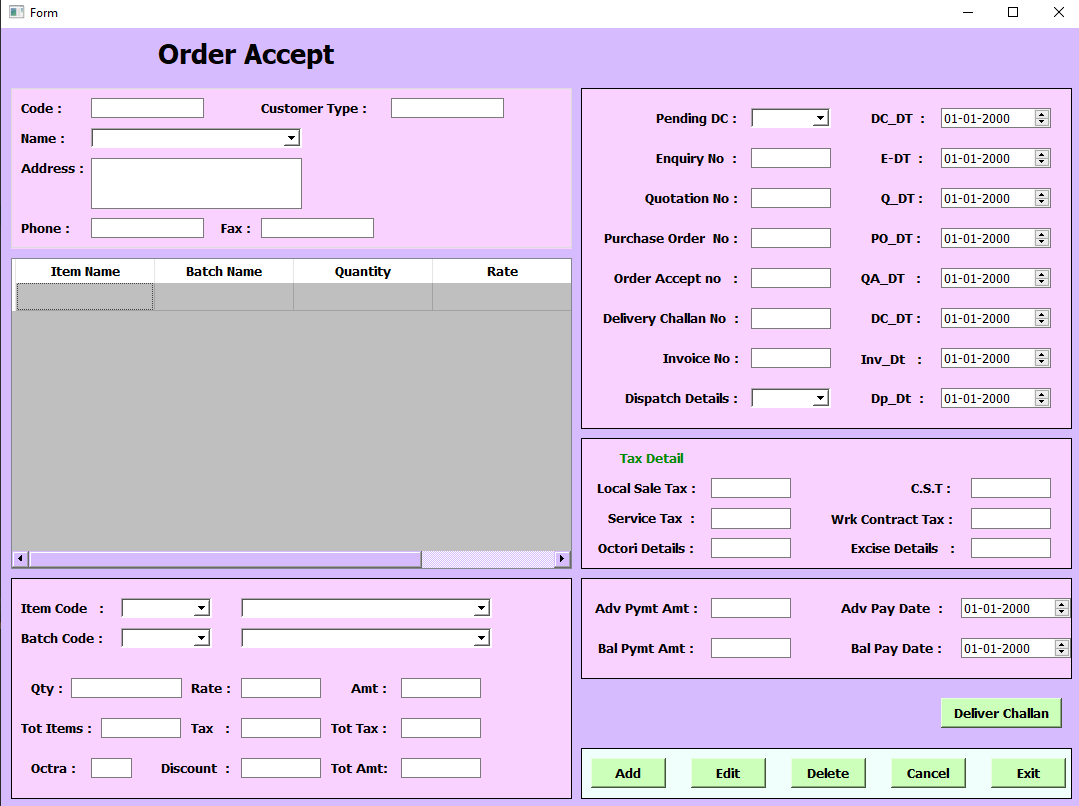 Form
Order Accept
Code :
Customer Type :
Name :
Address :
Phone :
Fax :
Item Name Batch Name Quantity Rate
Item Code :
Batch Code :
Qty : Rate : Amt :
Tot Items : Tax : Tot Tax :
Octra : Discount : Tot Amt:
Pending DC : DC_DT : 01-01-2000
Enquiry No : E-DT : 01-01-2000
Quotation No : Q_DT : 01-01-2000
Purchase Order No : PO_DT : 01-01-2000
Order Accept no : QA_DT : 01-01-2000
Delivery Challan No : DC_DT : 01-01-2000
Invoice No : Inv_Dt : 01-01-2000
Dispatch Details : Dp_Dt : 01-01-2000
Tax Detail
Local Sale Tax : C.S.T :
Service Tax : Wrk Contract Tax :
Octori Details : Excise Details :
Adv Pymt Amt : Adv Pay Date : 01-01-2000
Bal Pymt Amt : Bal Pay Date : 01-01-2000
Deliver Challan
Add Edit Delete Cancel Exit